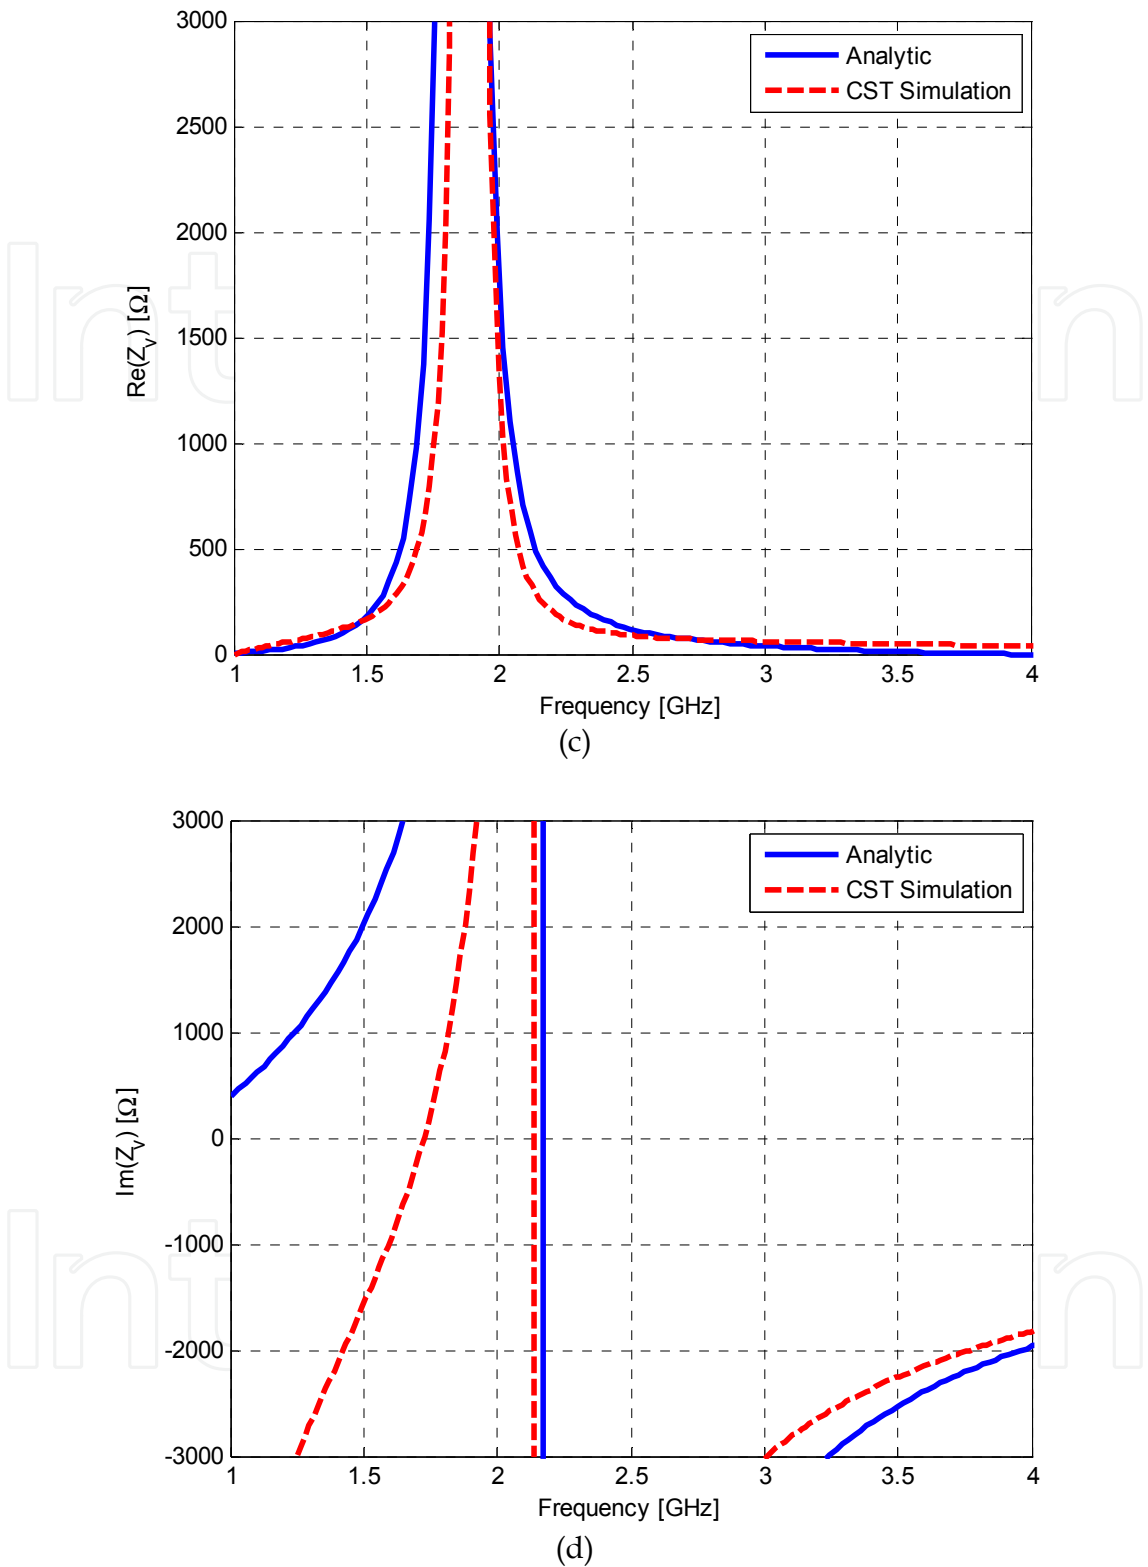 3000
2500
2000
1500
1000
500
0
Re(Z_V) [Ω]
Analytic
CST Simulation
1 1.5 2 2.5 3 3.5 4
Frequency [GHz]
(c)
3000
2000
1000
0
-1000
-2000
-3000
Im(Z_V) [Ω]
Analytic
CST Simulation
1 1.5 2 2.5 3 3.5 4
Frequency [GHz]
(d)